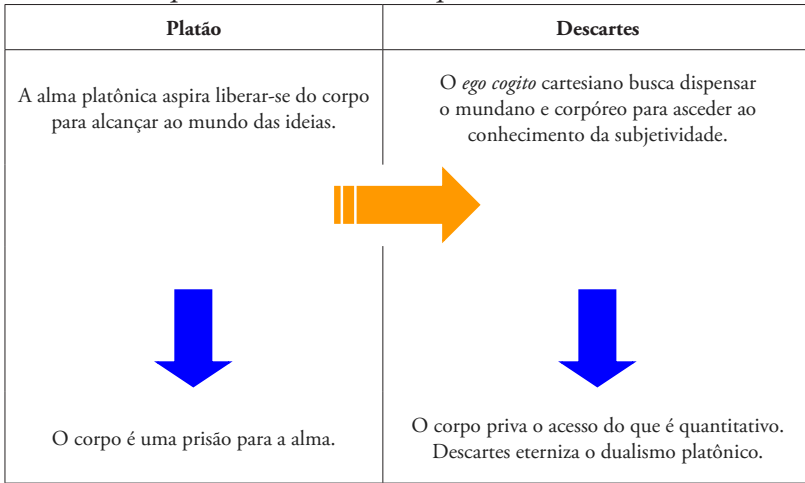 Platão
Descartes
A alma platônica aspira liberar-se do corpo
para alcançar ao mundo das ideias.
O ego cogito cartesiano busca dispensar
o mundano e corpóreo para asceder ao
conhecimento da subjetividade.
O corpo é uma prisão para a alma.
O corpo priva o acesso do que é quantitativo.
Descartes eterniza o dualismo platônico.